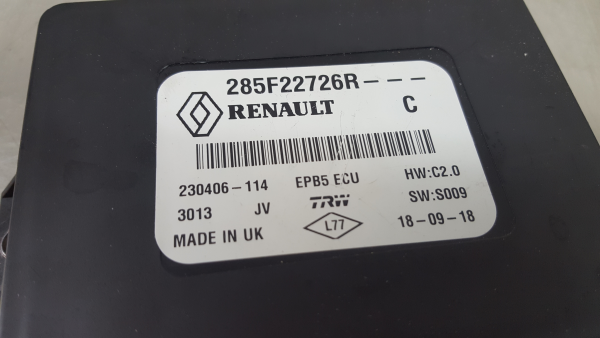 285F22726R---
RENAULT C
230406-114 EPB5 ECU HW:C2.0
3013 JV TRW SW:S009
MADE IN UK L77 18-09-18